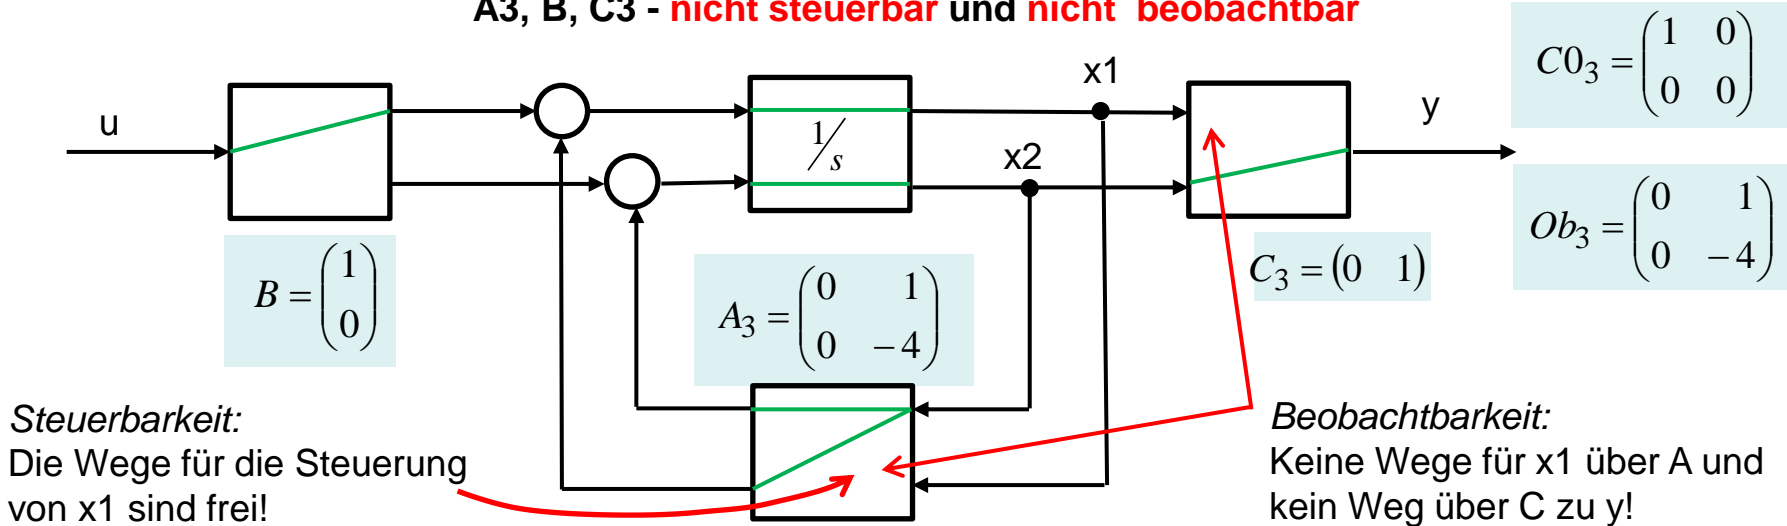 A3, B, C3 - nicht steuerbar und nicht beobachtbar
C0₃ = (1 0
0 0)
x1
u
y
1/s
x2
Ob₃ = (0 1
0 -4)
C₃ = (0 1)
B = (1
0)
A₃ = (0 1
0 -4)
Steuerbarkeit:
Die Wege für die Steuerung
von x1 sind frei!
Beobachtbarkeit:
Keine Wege für x1 über A und
kein Weg über C zu y!